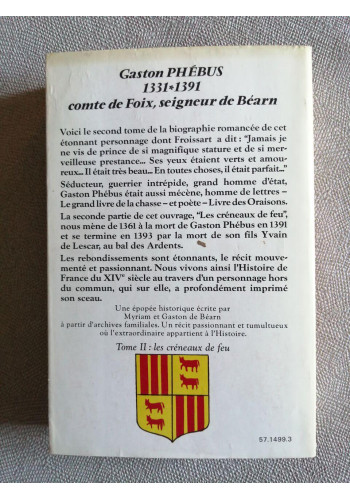 Gaston PHÉBUS
1331*1391
comte de Foix, seigneur de Béarn
Voici le second tome de la biographie romancée de cet
étonnant personnage dont Froissart a dit : "Jamais je
n'ai vis de prince de si magnifique stature et de si mer-
veilleuse prestance... Ses yeux étaient verts et amou-
reux... Il était très beau... En toutes choses, il était parfait..."
Séducteur, guerrier intrépide, grand homme d'état,
Gaston Phébus était aussi mécène, homme de lettres –
Le grand livre de la chasse – et poète – Livre des Oraisons.
La seconde partie de cet ouvrage, "Les créneaux de feu",
nous mène de 1361 à la mort de Gaston Phébus en 1391
et se termine en 1393 par la mort de son fils Yvain
de Lescar, au bal des Ardents.
Les rebondissements sont étonnants, le récit mouve-
menté et passionnant. Nous vivons ainsi l'Histoire de
France du XIVe siècle au travers d'un personnage hors
du commun, qui sur elle, a profondément imprimé
son sceau.
Une épopée historique écrite par
Myriam et Gaston de Béarn
à partir d'archives familiales. Un récit passionnant et tumultueux
où l'extraordinaire appartient à l'Histoire.
Tome II : les créneaux de feu
57.1499.3